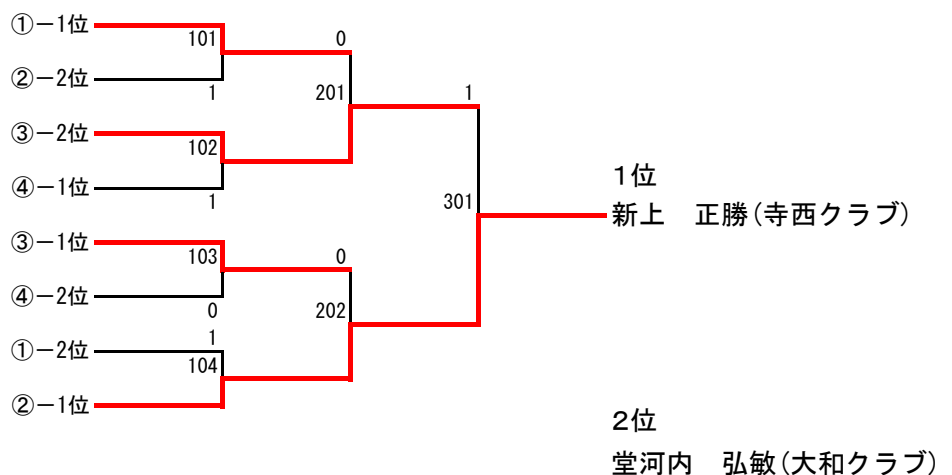 ①－1位
101
0
②－2位
1
201
1
③－2位
102
④－1位
1
301
1位
新上　正勝(寺西クラブ)
③－1位
103
0
④－2位
0
202
1
①－2位
104
②－1位
2位
堂河内　弘敏(大和クラブ)